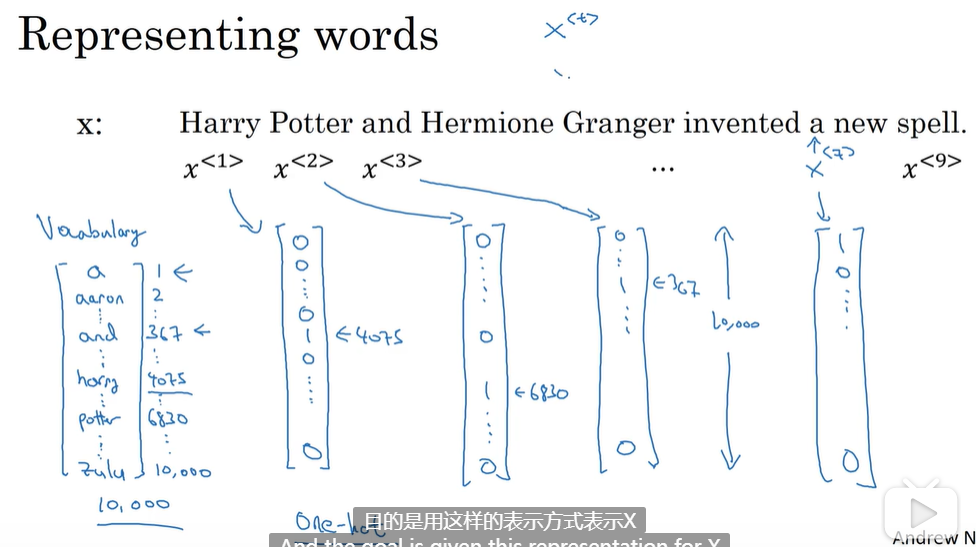 Representing words
x<t>
x: Harry Potter and Hermione Granger invented a new spell.
x<1> x<2> x<3> ... x<7> x<9>
Vocabulary
a 1
aaron 2
and 367
harry 4075
potter 6830
zulu 10,000
10,000
0 0 0 1 0 0
←4075
0 0 1 0
←6830
0 1 0
←367
10,000
1 0 0
One-hot
目的是用这样的表示方式表示X
And the goal is given this representation for X
Andrew N